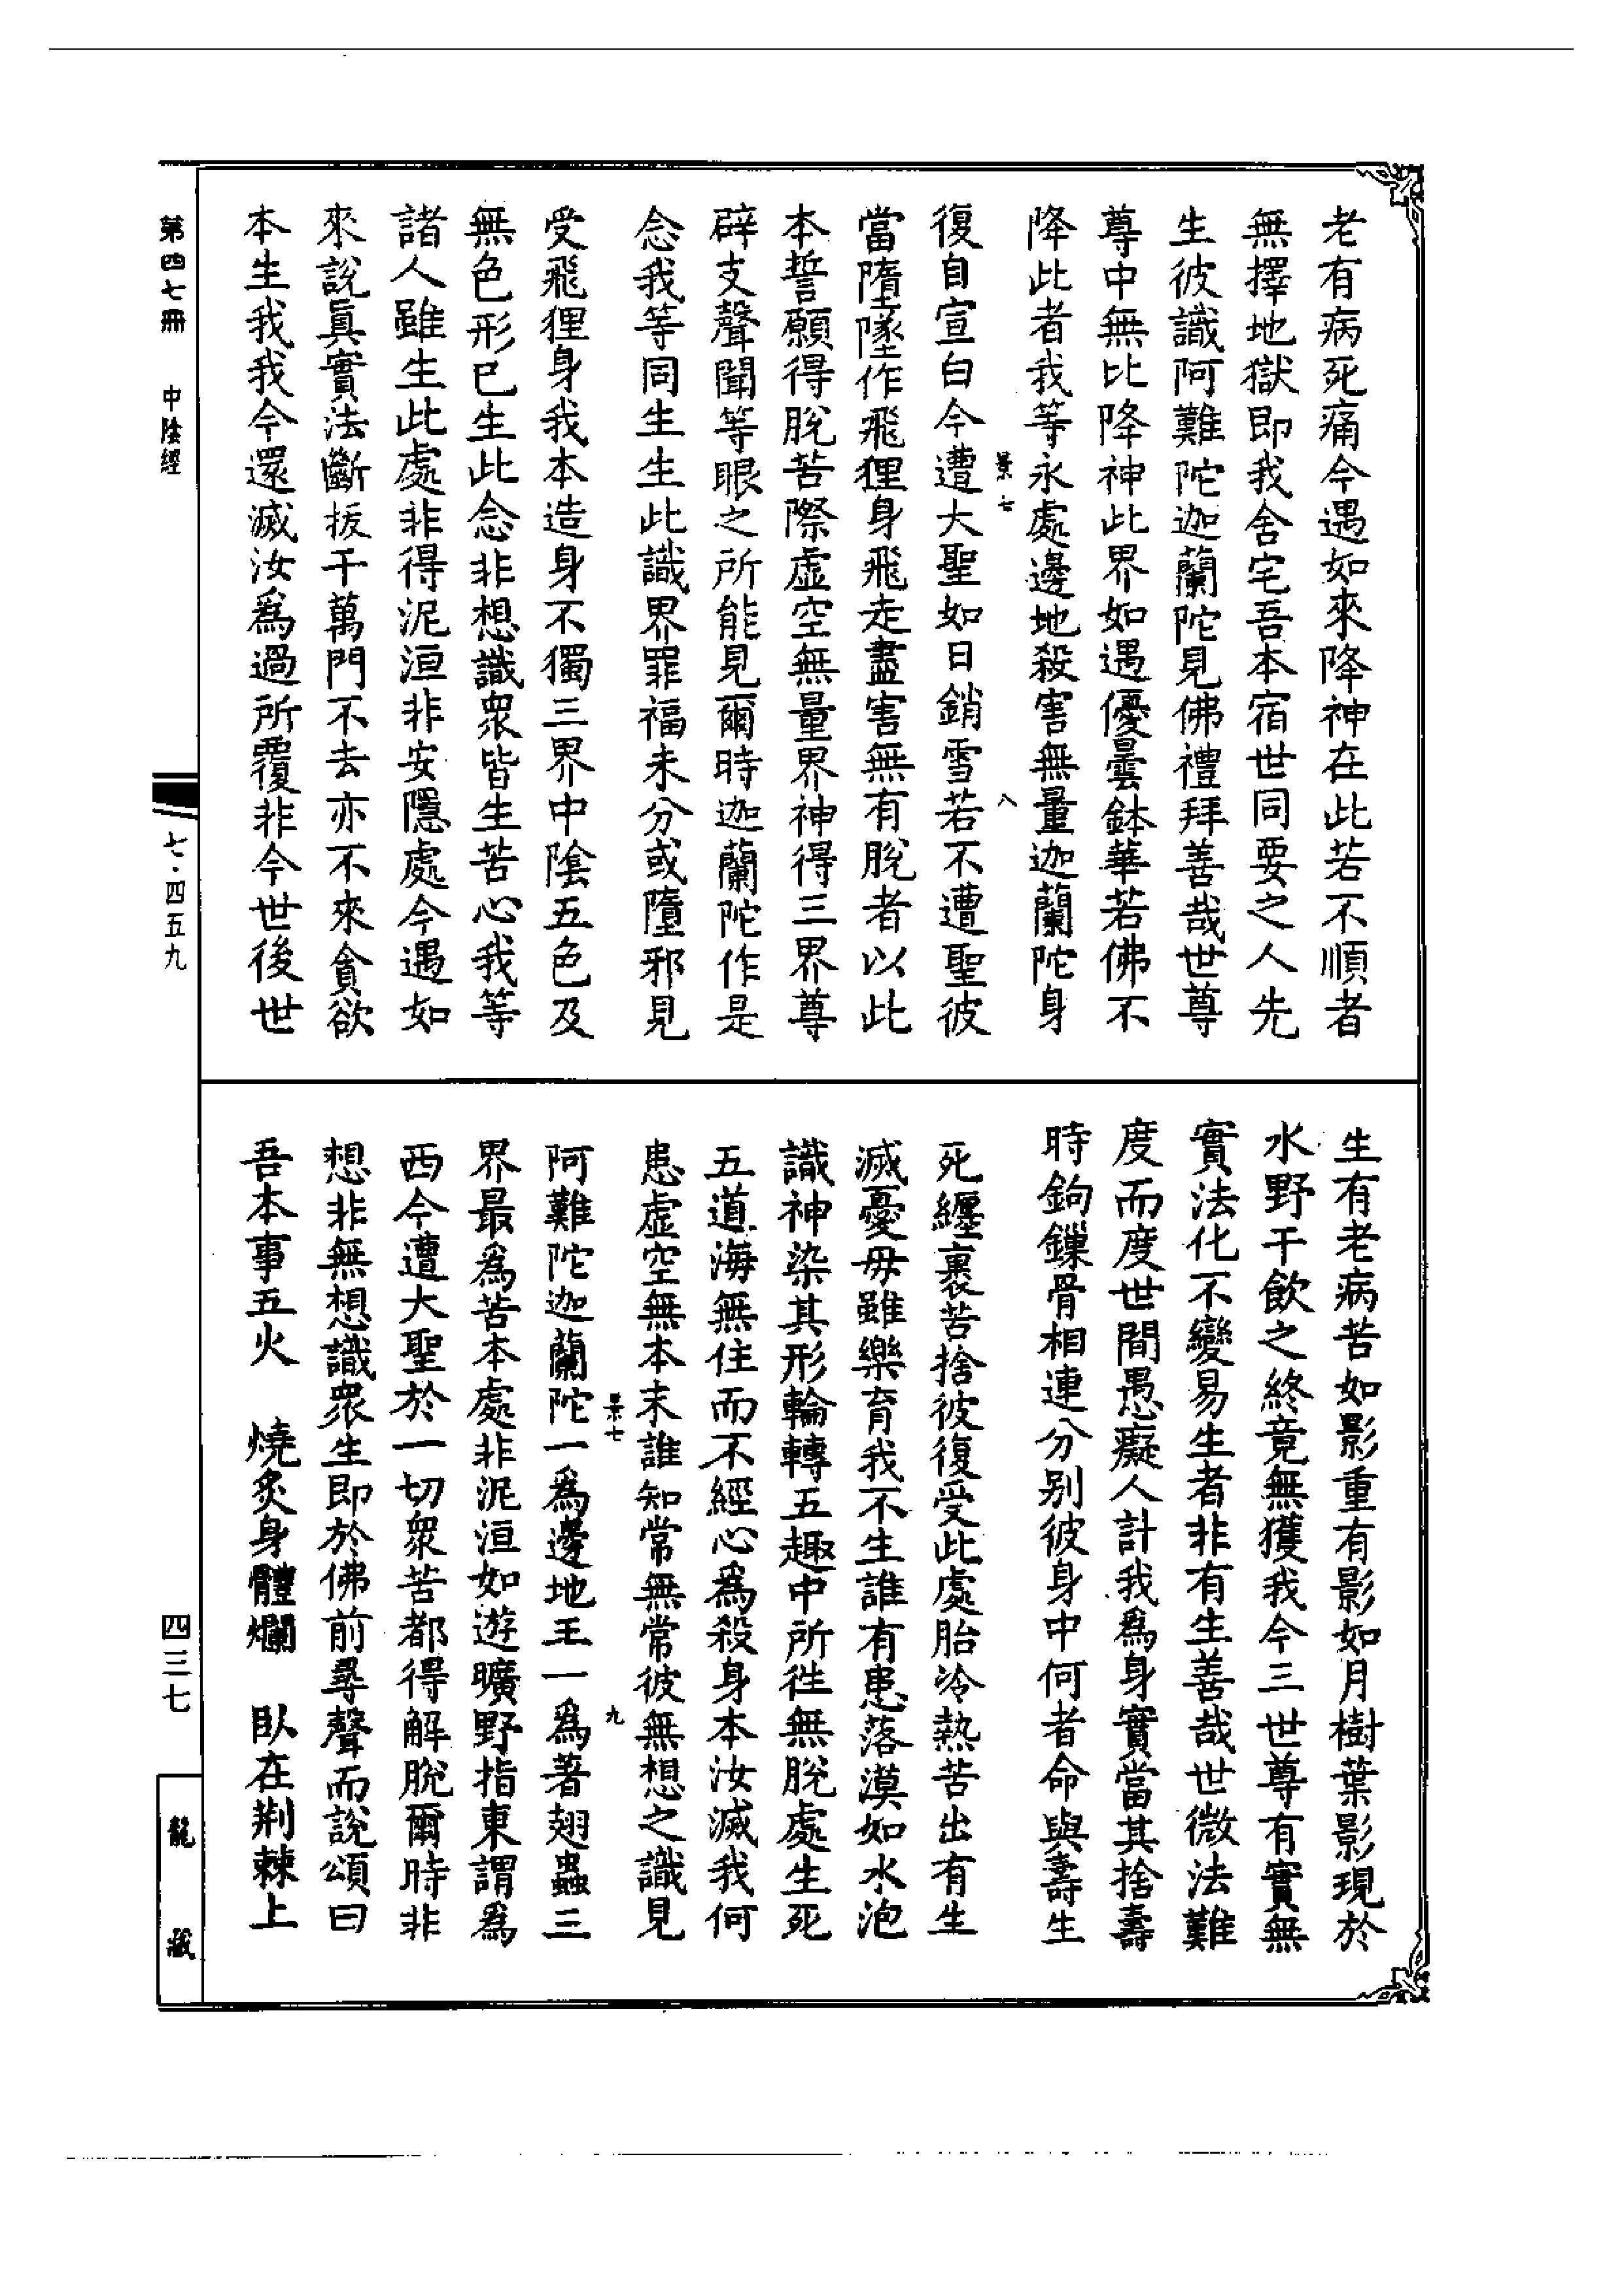 老有病死痛今遇如來降神在此若不順者
無擇地獄即我舍宅吾本宿世同要之人先
生彼識阿難陀迦蘭陀見佛禮拜善哉世尊
尊中無比降神此界如遇優曇鉢華若佛不
降此者我等永處邊地殺害無量迦蘭陀身
景七 八
復自宣白今遭大聖如日銷雪若不遭聖彼
當墮墜作飛狸身飛走盡害無有脫者以此
本誓願得脫苦際虛空無量界神得三界尊
辟支聲聞等眼之所能見爾時迦蘭陀作是
念我等同生生此識界罪福未分或墮邪見
受飛狸身我本造身不獨三界中陰五色及
無色形已生此念非想識眾皆生苦心我等
諸人雖生此處非得泥洹非安隱處今遇如
來說眞實法斷拔千萬門不去亦不來貪欲
本生我我今還滅汝爲過所覆非今世後世
生有老病苦如影重有影如月樹葉影現於
水野干飲之終竟無獲我今三世尊有實無
實法化不變易生者非有生善哉世微法難
度而度世間愚癡人計我爲身實當其捨壽
時鉤鏁骨相連分別彼身中何者命與壽生
死纏裹苦捨彼復受此處胎冷熱苦出有生
滅憂毋雖樂育我不生誰有患落漠如水泡
識神染其形輪轉五趣中所徃無脫處生死
五道海無住而不經心爲殺身本汝滅我何
患虛空無本末誰知常無常彼無想之識見
景七 九
阿難陀迦蘭陀一爲邊地王一爲著翅蟲三
界最爲苦本處非泥洹如遊曠野指東謂爲
西今遭大聖於一切眾苦都得解脫爾時非
想非無想識眾生即於佛前尋聲而說頌曰
吾本事五火 燒炙身體爛 臥在荆棘上
第四七冊 中陰經
七·四五九
四三七
龍藏